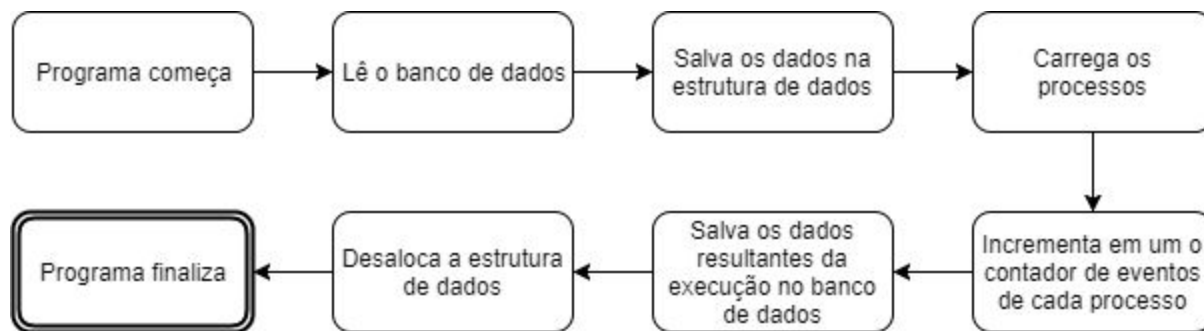 Programa começa
Lê o banco de dados
Salva os dados na
estrutura de dados
Carrega os
processos
Incrementa em um o
contador de eventos
de cada processo
Salva os dados
resultantes da
execução no banco
de dados
Desaloca a estrutura
de dados
Programa finaliza